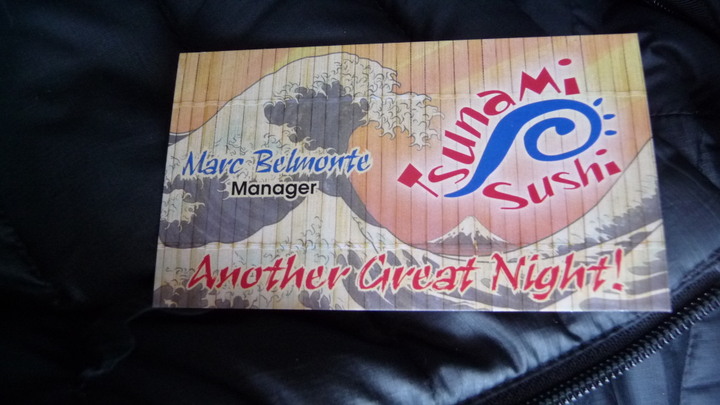 Tsunami
Sushi
Marc Belmonte
Manager
Another Great Night!